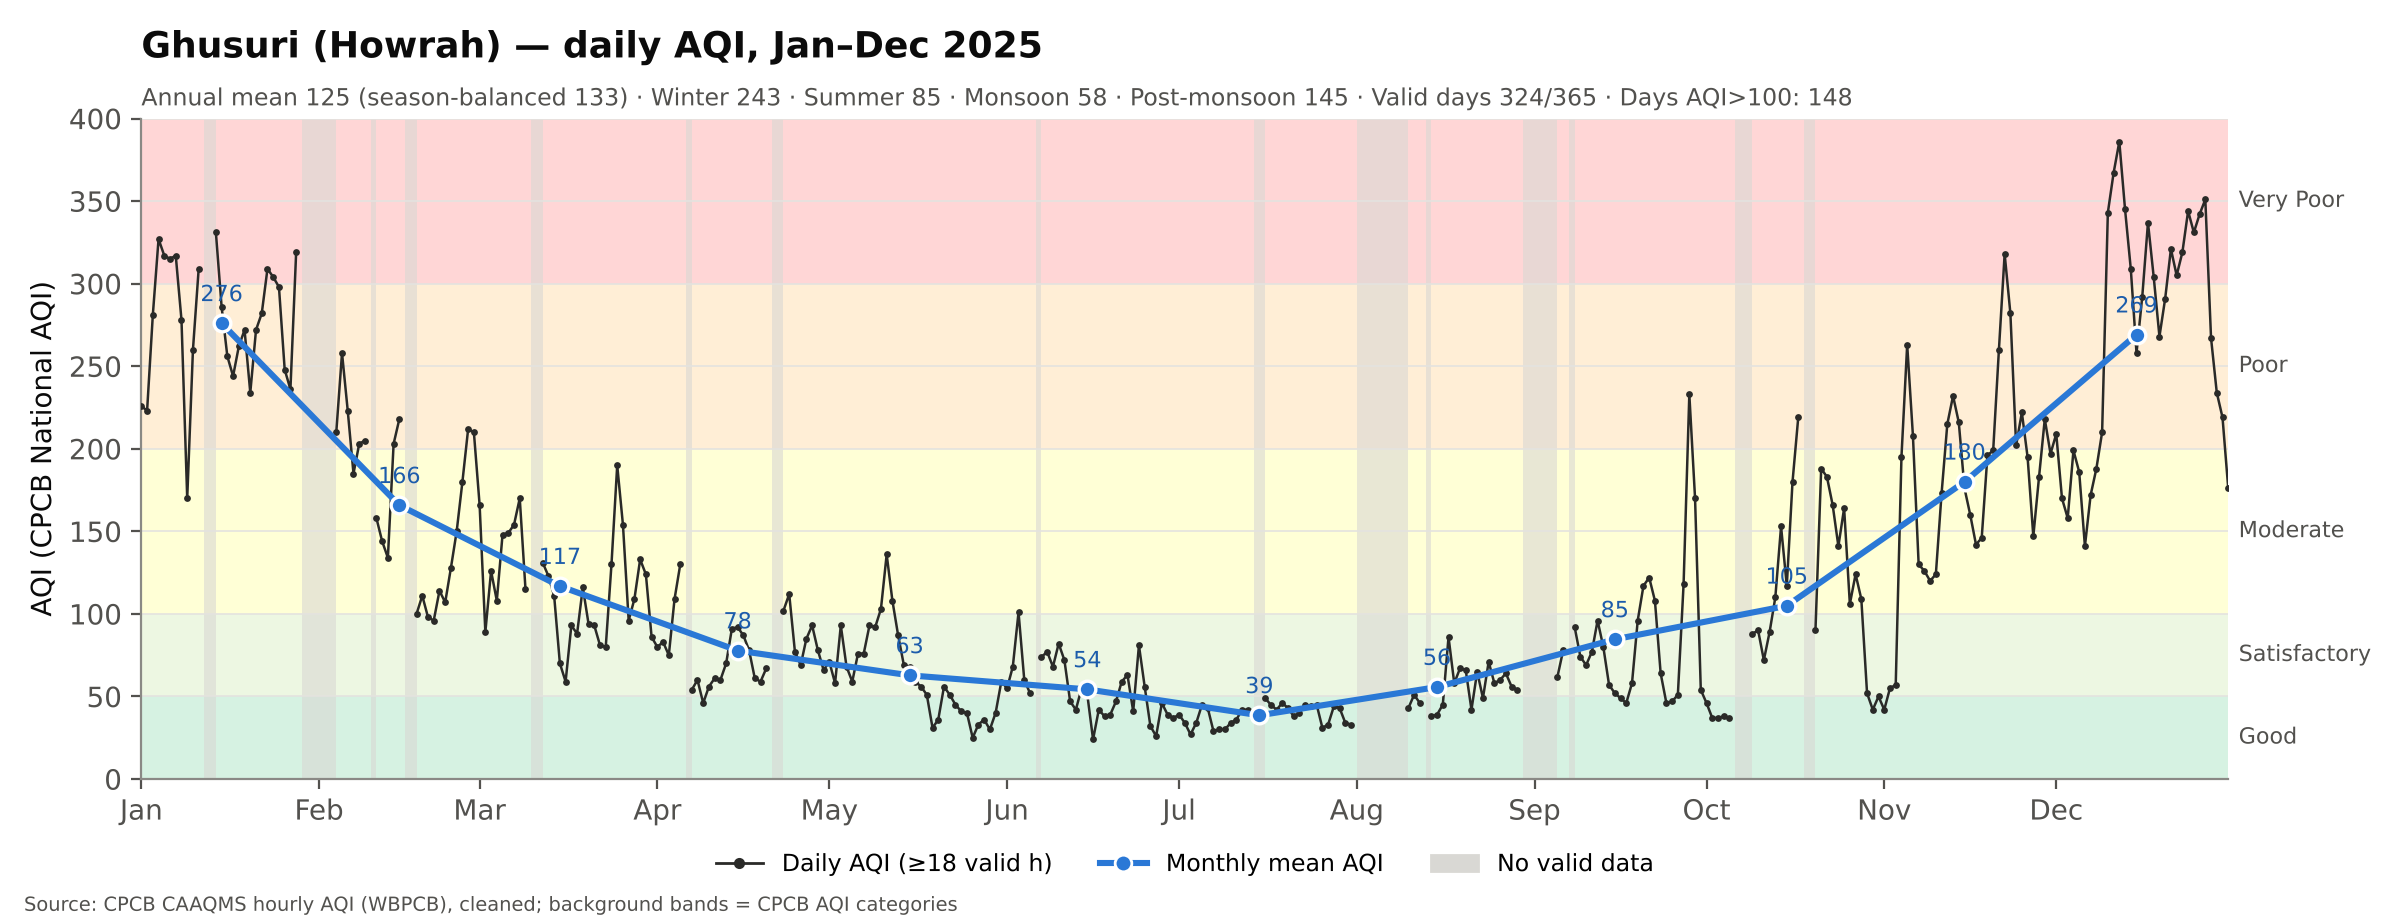 Ghusuri (Howrah) — daily AQI, Jan–Dec 2025
Annual mean 125 (season-balanced 133) · Winter 243 · Summer 85 · Monsoon 58 · Post-monsoon 145 · Valid days 324/365 · Days AQI>100: 148
AQI (CPCB National AQI)
400
350
300
250
200
150
100
50
0
Very Poor
Poor
Moderate
Satisfactory
Good
276
166
117
78
63
54
39
56
85
105
180
269
Jan Feb Mar Apr May Jun Jul Aug Sep Oct Nov Dec
Daily AQI (≥18 valid h) Monthly mean AQI No valid data
Source: CPCB CAAQMS hourly AQI (WBPCB), cleaned; background bands = CPCB AQI categories